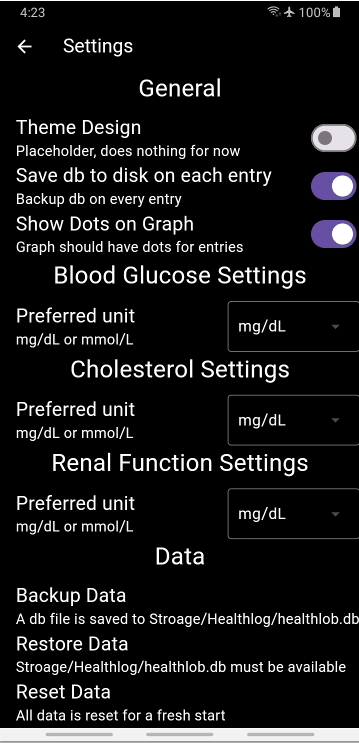 4:23
100%
Settings
General
Theme Design
Placeholder, does nothing for now
Save db to disk on each entry
Backup db on every entry
Show Dots on Graph
Graph should have dots for entries
Blood Glucose Settings
Preferred unit
mg/dL or mmol/L
mg/dL
Cholesterol Settings
Preferred unit
mg/dL or mmol/L
mg/dL
Renal Function Settings
Preferred unit
mg/dL or mmol/L
mg/dL
Data
Backup Data
A db file is saved to Stroage/Healthlog/healthlob.db
Restore Data
Stroage/Healthlog/healthlob.db must be available
Reset Data
All data is reset for a fresh start